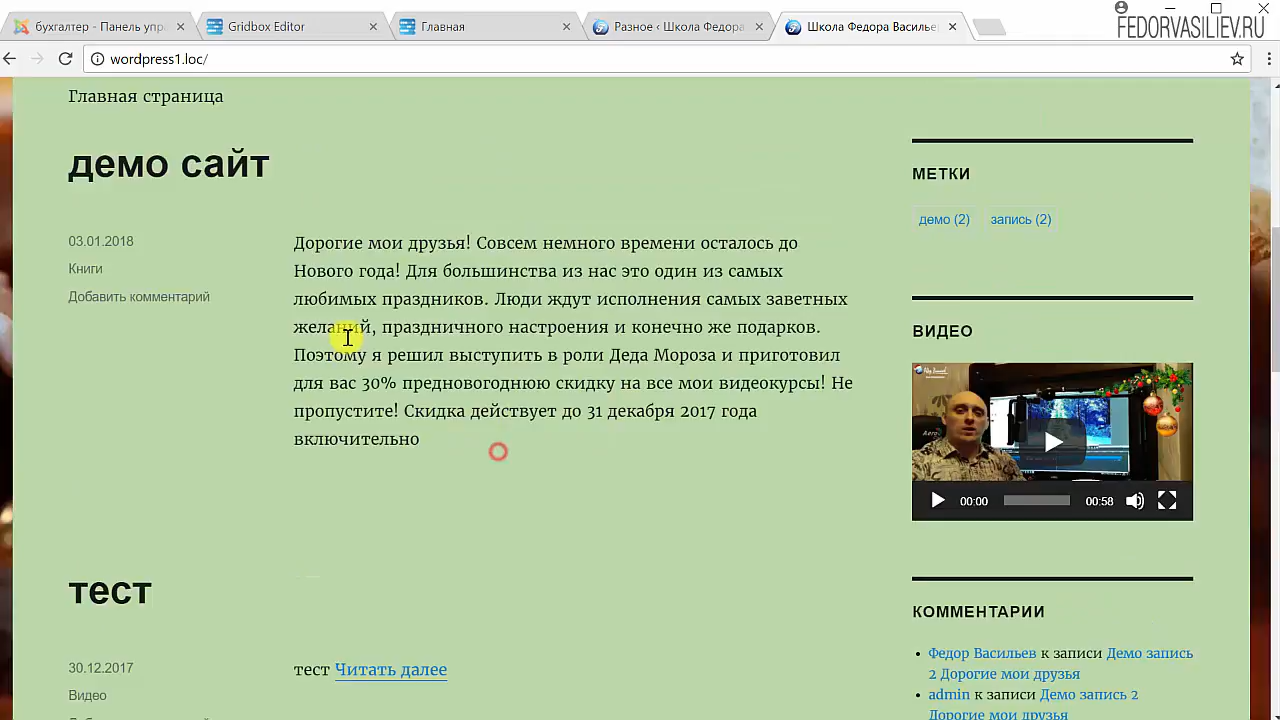 бухгалтер - Панель упр
Gridbox Editor
Главная
Разное ‹ Школа Федора
Школа Федора Василье
FEDORVASILIEV.RU
wordpress1.loc/
Главная страница
демо сайт
03.01.2018
Книги
Добавить комментарий
Дорогие мои друзья! Совсем немного времени осталось до
Нового года! Для большинства из нас это один из самых
любимых праздников. Люди ждут исполнения самых заветных
желаний, праздничного настроения и конечно же подарков.
Поэтому я решил выступить в роли Деда Мороза и приготовил
для вас 30% предновогоднюю скидку на все мои видеокурсы! Не
пропустите! Скидка действует до 31 декабря 2017 года
включительно
тест
30.12.2017
Видео
тест Читать далее
МЕТКИ
демо (2) запись (2)
ВИДЕО
00:00 00:58
КОММЕНТАРИИ
Федор Васильев к записи Демо запись
2 Дорогие мои друзья
admin к записи Демо запись 2
Дорогие мои друзья